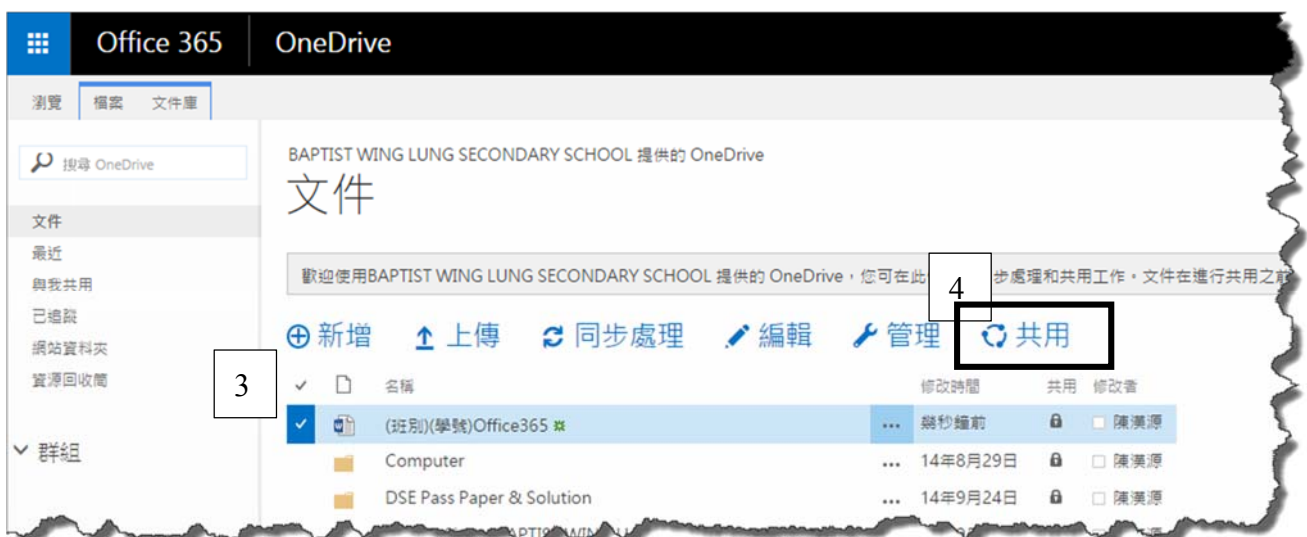 Office 365 OneDrive
瀏覽 檔案 文件庫
搜尋 OneDrive
BAPTIST WING LUNG SECONDARY SCHOOL 提供的 OneDrive
文件
文件
最近
與我共用
已追蹤
網站資料夾
資源回收筒
群組
歡迎使用BAPTIST WING LUNG SECONDARY SCHOOL 提供的 OneDrive，您可在此 步處理和共用工作。文件在進行共用之前
4
新增 上傳 同步處理 編輯 管理 共用
3
名稱 修改時間 共用 修改者
(班別)(學號)Office365 ... 幾秒鐘前 陳漢源
Computer ... 14年8月29日 陳漢源
DSE Pass Paper & Solution ... 14年9月24日 陳漢源